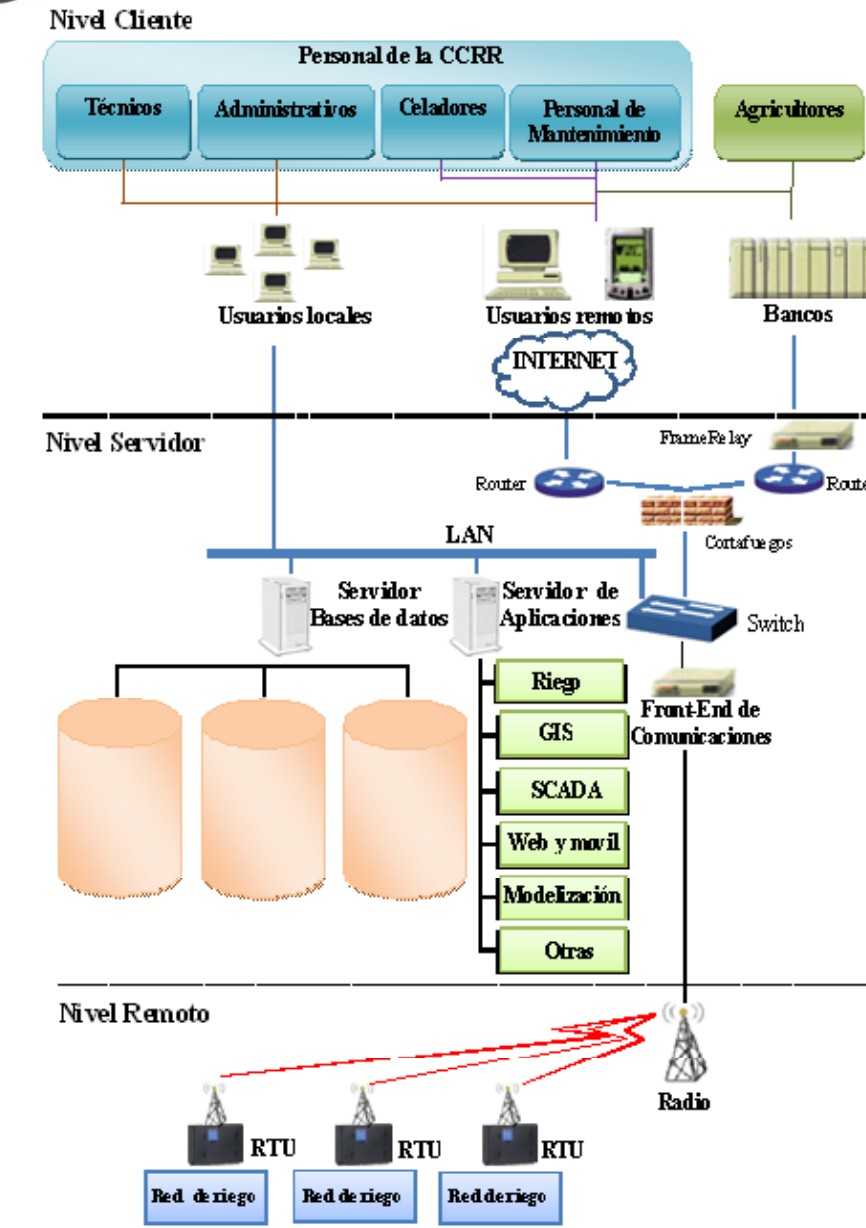 Nivel Cliente
Personal de la CCRR
Técnicos
Administrativos
Celadores
Personal de
Mantenimiento
Agricultores
Usuarios locales
Usuarios remotos
Bancos
INTERNET
Nivel Servidor
FrameRelay
Router
Route
Cortafuegos
LAN
Servidor
Bases de datos
Servidor de
Aplicaciones
Switch
Riego
GIS
SCADA
Web y movil
Modelización
Otras
Front-End de
Comunicaciones
Nivel Remoto
Radio
RTU
RTU
RTU
Red de riego
Red de riego
Red de riego